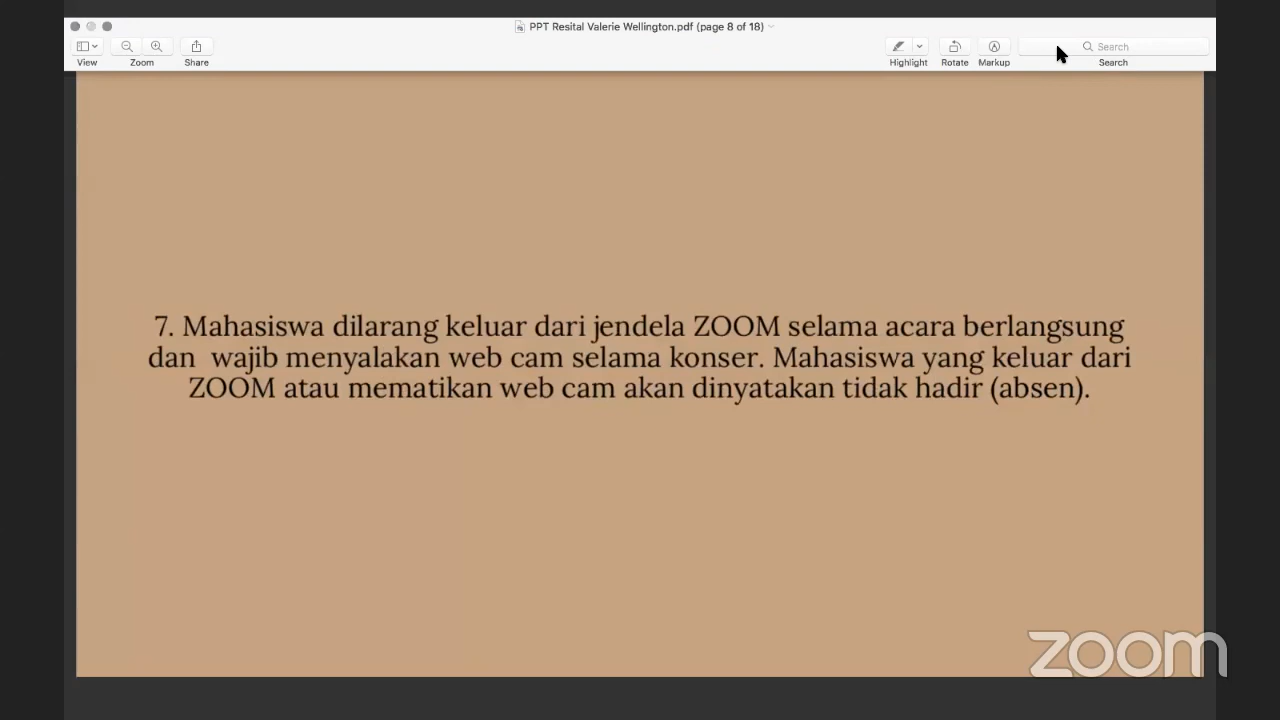 PPT Resital Valerie Wellington.pdf (page 8 of 18)
View
Zoom
Share
Highlight
Rotate
Markup
Search
Search
7. Mahasiswa dilarang keluar dari jendela ZOOM selama acara berlangsung
dan wajib menyalakan web cam selama konser. Mahasiswa yang keluar dari
ZOOM atau mematikan web cam akan dinyatakan tidak hadir (absen).
zoom